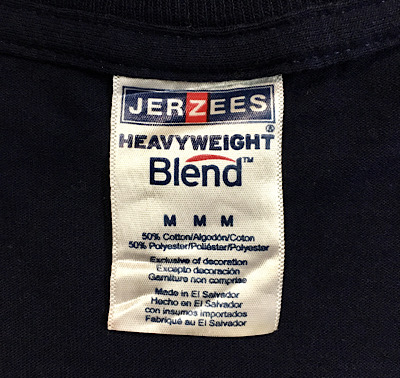 JERZEES
®
HEAVYWEIGHT
Blend™
M M M
50% Cotton/Algodón/Coton
50% Polyester/Poliéster/Polyester
Exclusive of decoration
Excepto decoración
Garniture non comprise
Made in El Salvador
Hecho en El Salvador
con insumos importados
Fabriqué au El Salvador